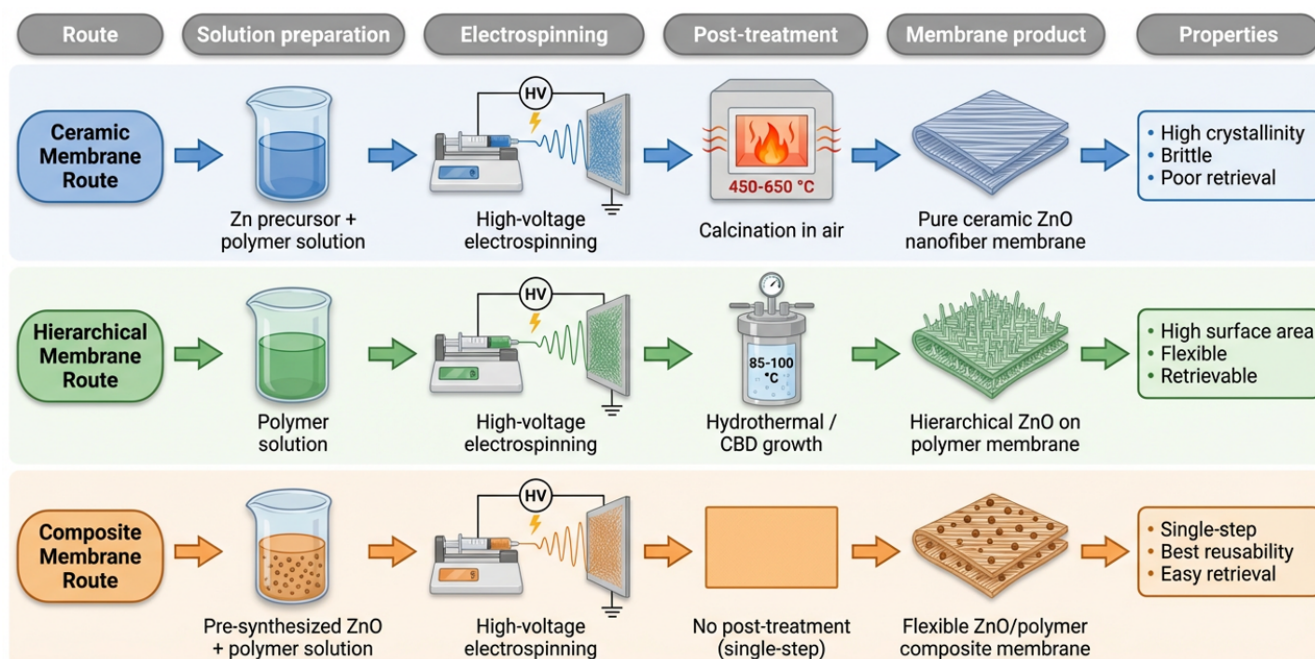 Route
Solution preparation
Electrospinning
Post-treatment
Membrane product
Properties
Ceramic
Membrane
Route
Zn precursor +
polymer solution
HV
High-voltage
electrospinning
450-650 °C
Calcination in air
Pure ceramic ZnO
nanofiber membrane
• High crystallinity
• Brittle
• Poor retrieval
Hierarchical
Membrane
Route
Polymer
solution
HV
High-voltage
electrospinning
85-100
°C
Hydrothermal /
CBD growth
Hierarchical ZnO on
polymer membrane
• High surface area
• Flexible
• Retrievable
Composite
Membrane
Route
Pre-synthesized ZnO
+ polymer solution
HV
High-voltage
electrospinning
No post-treatment
(single-step)
Flexible ZnO/polymer
composite membrane
• Single-step
• Best reusability
• Easy retrieval